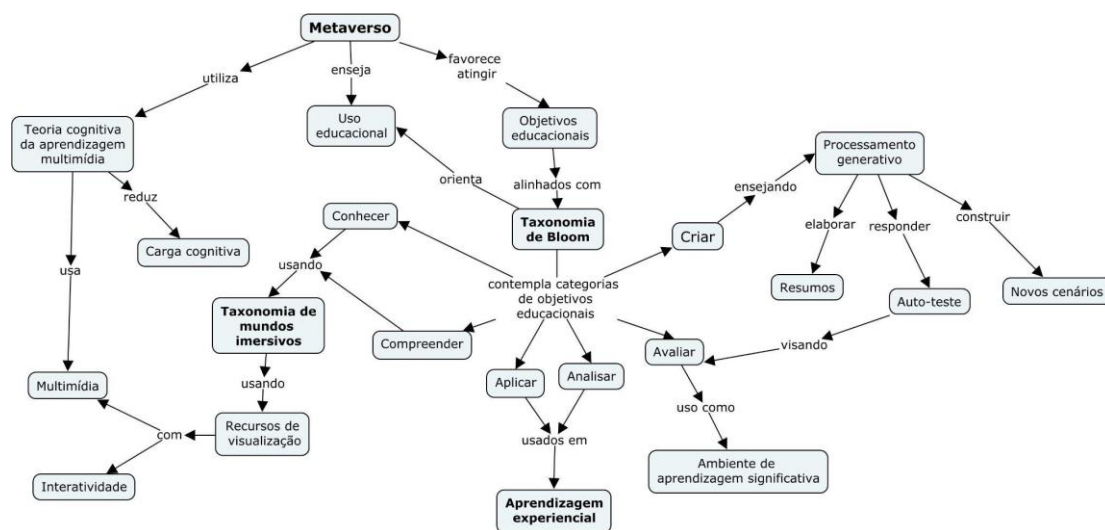 Metaverso
utiliza
enseja
favorece
atingir
Teoria cognitiva
da aprendizagem
multimídia
Uso
educacional
Objetivos
educacionais
Processamento
generativo
reduz
orienta
alinhados com
ensejando
Conhecer
Taxonomia
de Bloom
Criar
elaborar
responder
construir
Carga cognitiva
usa
usando
contempla categorias
de objetivos
educacionais
Resumos
Auto-teste
Novos cenários
Taxonomia de
mundos
imersivos
Compreender
Avaliar
visando
Multimídia
usando
Aplicar
Analisar
uso como
Recursos de
visualização
com
usados em
Interatividade
Ambiente de
aprendizagem significativa
Aprendizagem
experiencial